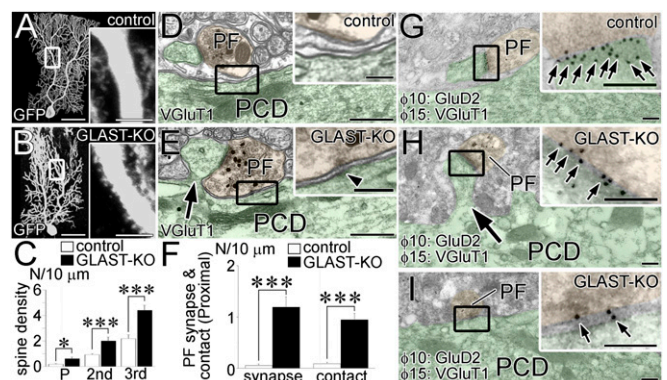 A
control
GFP
B
GLAST-KO
GFP
C
control
GLAST-KO
N/10 μm
spine density
6
4
2
0
*
***
***
P 2nd 3rd
D
control
PF
VGluT1
PCD
E
GLAST-KO
PF
VGluT1
PCD
F
N/10 μm
control
GLAST-KO
PF synapse &
contact (Proximal)
2
1
0
***
***
synapse contact
G
control
PF
ϕ10: GluD2
ϕ15: VGluT1
H
GLAST-KO
PF
ϕ10: GluD2
ϕ15: VGluT1
PCD
I
GLAST-KO
PF
ϕ10: GluD2
ϕ15: VGluT1
PCD